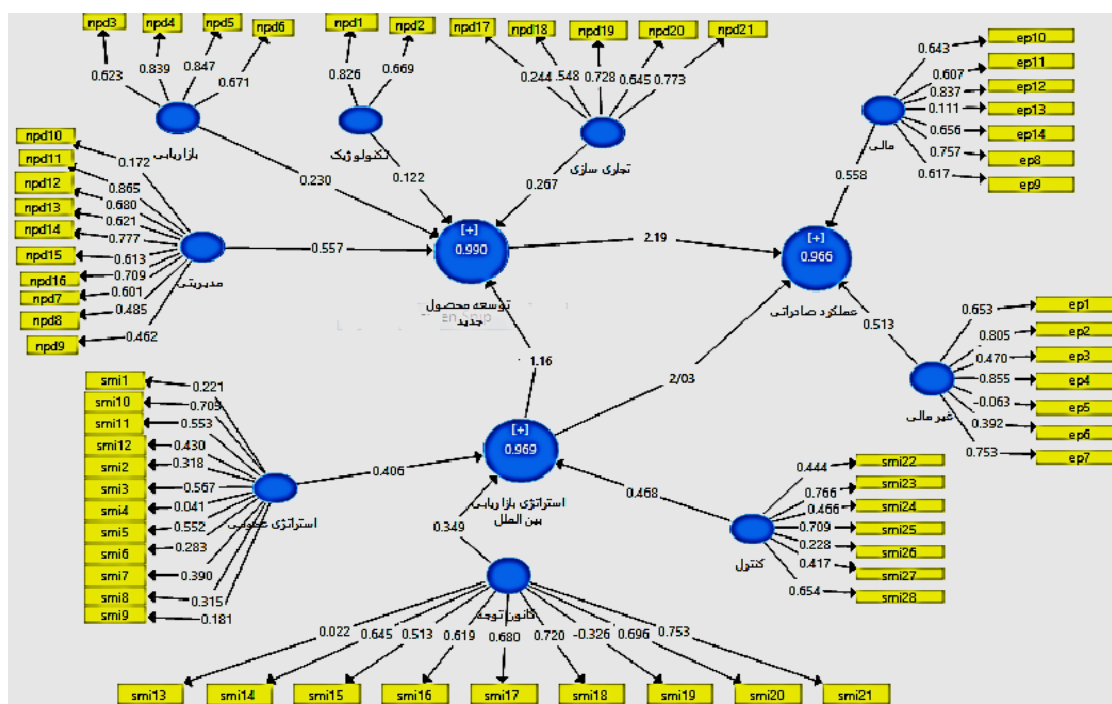 npd3 npd4 npd5 npd6 npd1 npd2 npd17 npd18 npd19 npd20 npd21
0.623 0.839 0.847 0.671 0.826 0.669 0.244 .548 0.728 0.645 0.773
بازاریابی
تکنولوژیک
تجاری سازی
0.230 0.122 0.267
ep10
ep11
ep12
ep13
ep14
ep8
ep9
0.643
0.607
0.837
0.111
0.656
0.757
0.617
مالی
0.558
npd10
npd11
npd12
npd13
npd14
npd15
npd16
npd7
npd8
npd9
0.172
0.865
0.680
0.621
0.777
0.613
0.709
0.601
0.485
0.462
مدیریتی
0.557
[+]
0.990
توسعه محصول
جدید
2.19
[+]
0.966
عملکرد صادراتی
0.513
ep1
ep2
ep3
ep4
ep5
ep6
ep7
0.653
0.805
0.470
0.855
-0.063
0.392
0.753
غیر مالی
1.16
2/03
smi1
smi10
smi11
smi12
smi2
smi3
smi4
smi5
smi6
smi7
smi8
smi9
0.221
0.709
0.553
0.430
0.318
0.567
0.041
0.552
0.283
0.390
0.315
0.181
استراتژی عمومی
0.406
[+]
0.969
استراتژی بازاریابی
بین الملل
0.468
smi22
smi23
smi24
smi25
smi26
smi27
smi28
0.444
0.766
0.466
0.709
0.228
0.417
0.654
کنترل
0.349
کانون توجه
0.022 0.645 0.513 0.619 0.680 0.720 -0.326 0.696 0.753
smi13 smi14 smi15 smi16 smi17 smi18 smi19 smi20 smi21